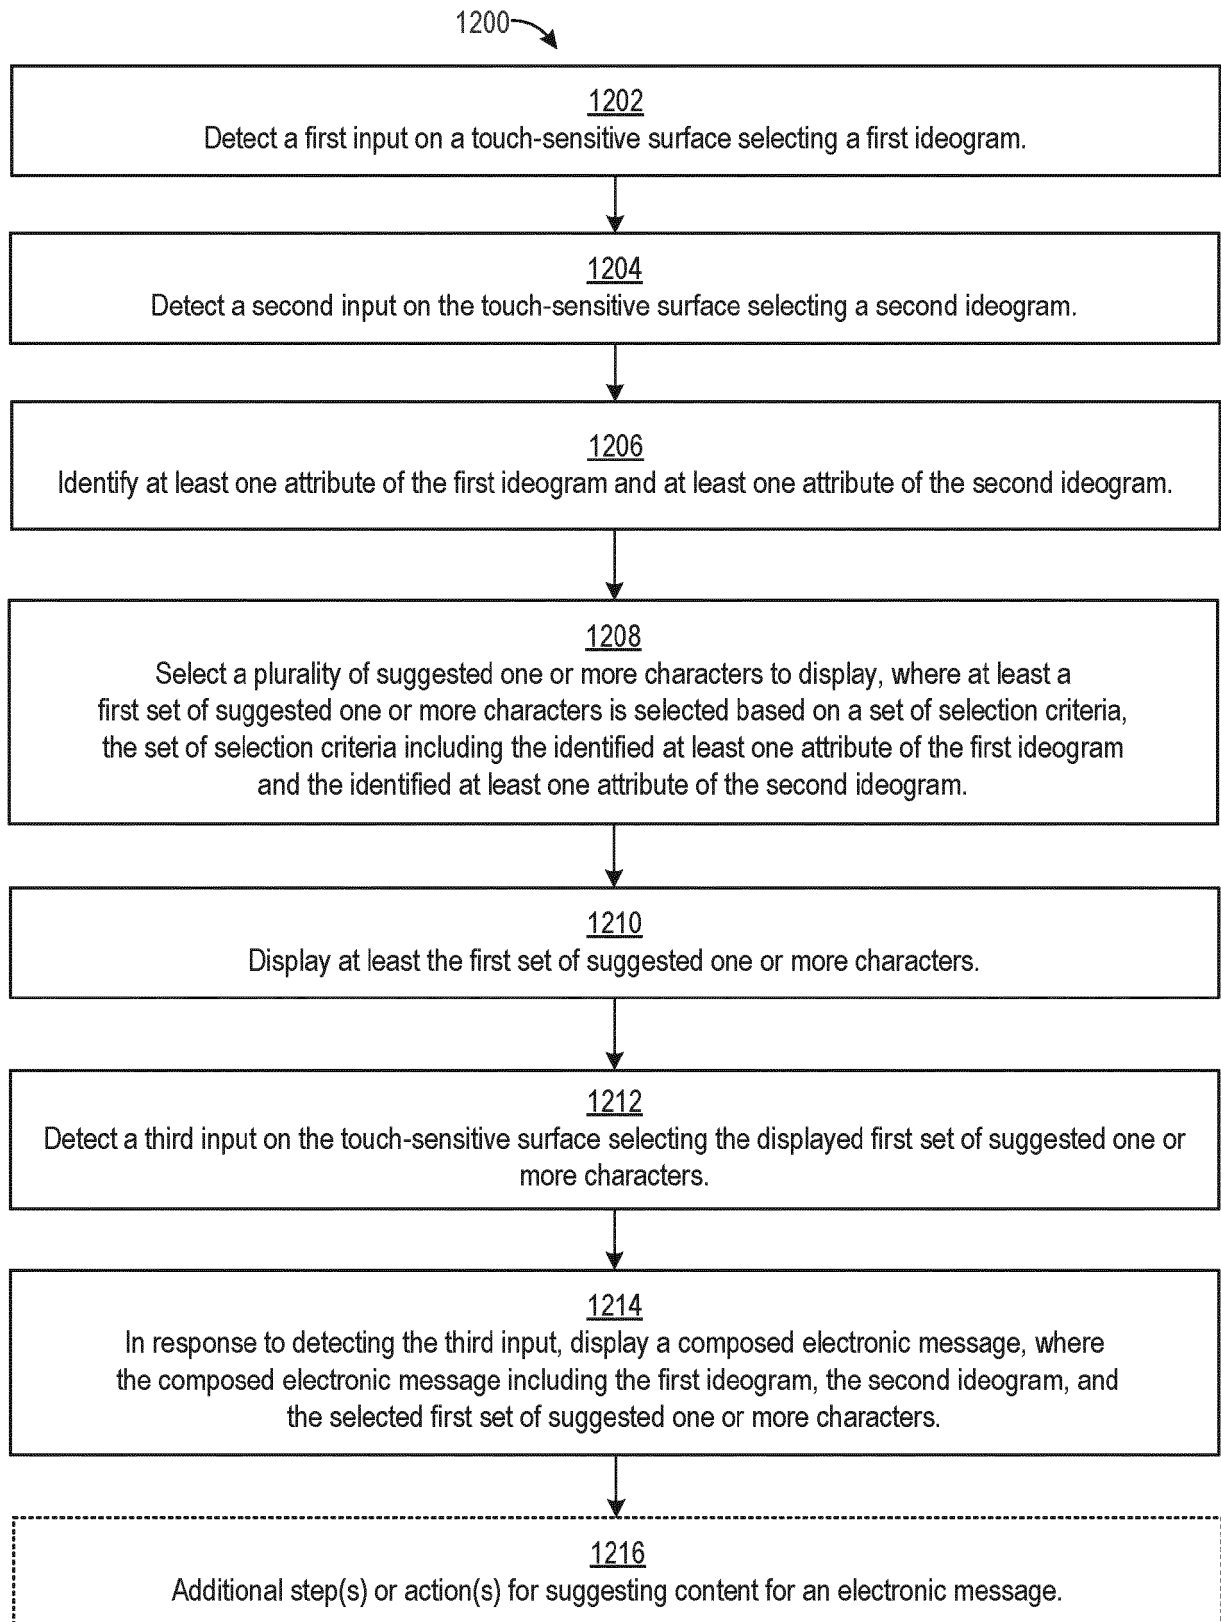 1200
1202
Detect a first input on a touch-sensitive surface selecting a first ideogram.
1204
Detect a second input on the touch-sensitive surface selecting a second ideogram.
1206
Identify at least one attribute of the first ideogram and at least one attribute of the second ideogram.
1208
Select a plurality of suggested one or more characters to display, where at least a
first set of suggested one or more characters is selected based on a set of selection criteria,
the set of selection criteria including the identified at least one attribute of the first ideogram
and the identified at least one attribute of the second ideogram.
1210
Display at least the first set of suggested one or more characters.
1212
Detect a third input on the touch-sensitive surface selecting the displayed first set of suggested one or
more characters.
1214
In response to detecting the third input, display a composed electronic message, where
the composed electronic message including the first ideogram, the second ideogram, and
the selected first set of suggested one or more characters.
1216
Additional step(s) or action(s) for suggesting content for an electronic message.